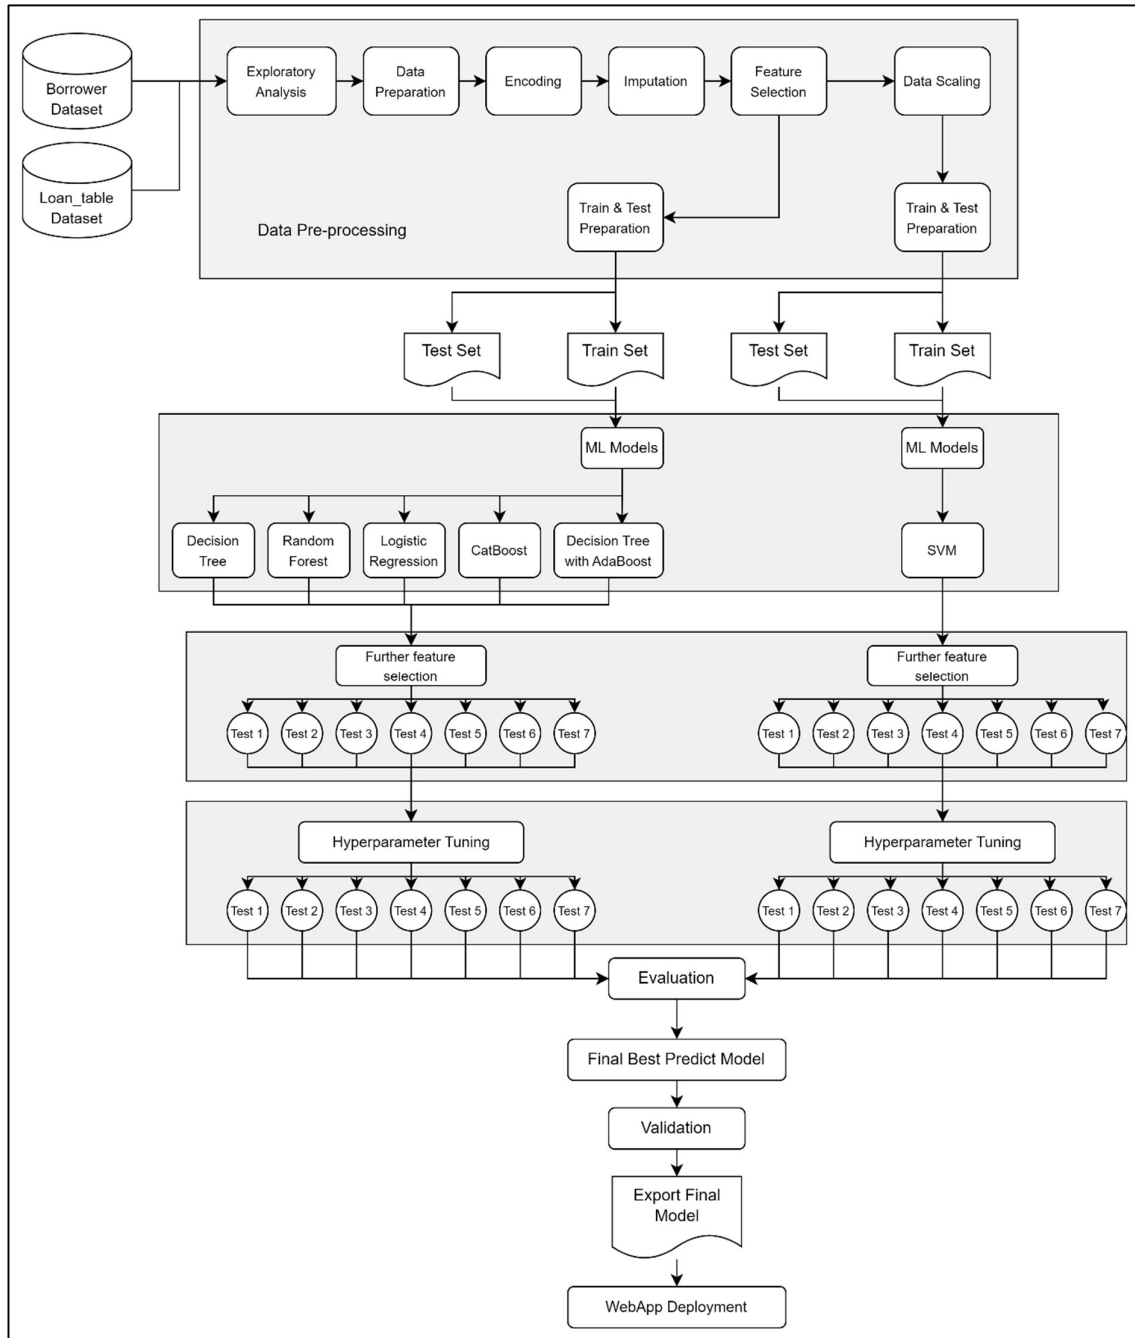 Borrower
Dataset
Loan_table
Dataset
Exploratory
Analysis
Data
Preparation
Encoding
Imputation
Feature
Selection
Data Scaling
Train & Test
Preparation
Train & Test
Preparation
Data Pre-processing
Test Set
Train Set
Test Set
Train Set
ML Models
ML Models
Decision
Tree
Random
Forest
Logistic
Regression
CatBoost
Decision Tree
with AdaBoost
SVM
Further feature
selection
Further feature
selection
Test 1
Test 2
Test 3
Test 4
Test 5
Test 6
Test 7
Test 1
Test 2
Test 3
Test 4
Test 5
Test 6
Test 7
Hyperparameter Tuning
Hyperparameter Tuning
Test 1
Test 2
Test 3
Test 4
Test 5
Test 6
Test 7
Test 1
Test 2
Test 3
Test 4
Test 5
Test 6
Test 7
Evaluation
Final Best Predict Model
Validation
Export Final
Model
WebApp Deployment